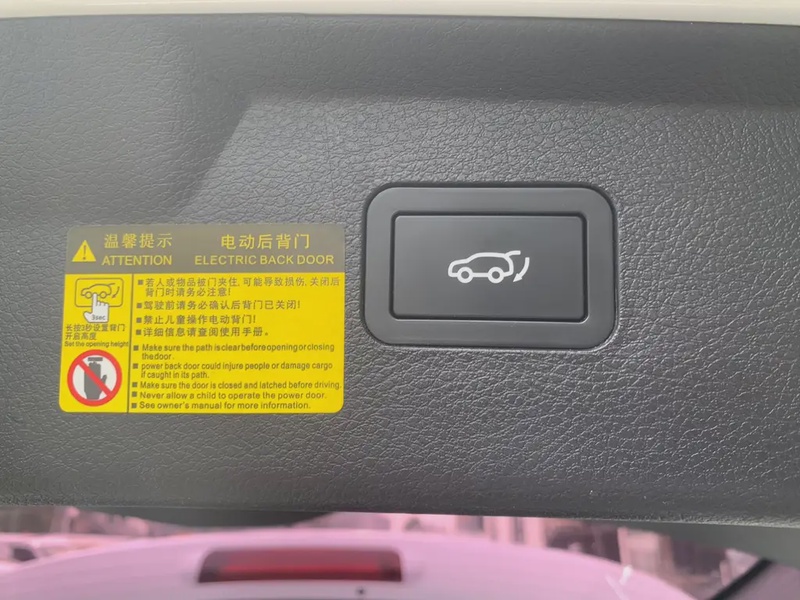 温馨提示 电动后背门
ATTENTION ELECTRIC BACK DOOR
3sec
长按3秒设置背门
开启高度
Set the opening height
■若人或物品被门夹住,可能导致损伤,关闭后
背门时请务必注意!
■驾驶前请务必确认后背门已关闭!
■禁止儿童操作电动背门!
■详细信息请查阅使用手册。
■ Make sure the path is clear before opening or closing
the door.
■ power back door could injure people or damage cargo
if caught in its path.
■ Make sure the door is closed and latched before driving.
■ Never allow a child to operate the power door.
■ See owner's manual for more information.